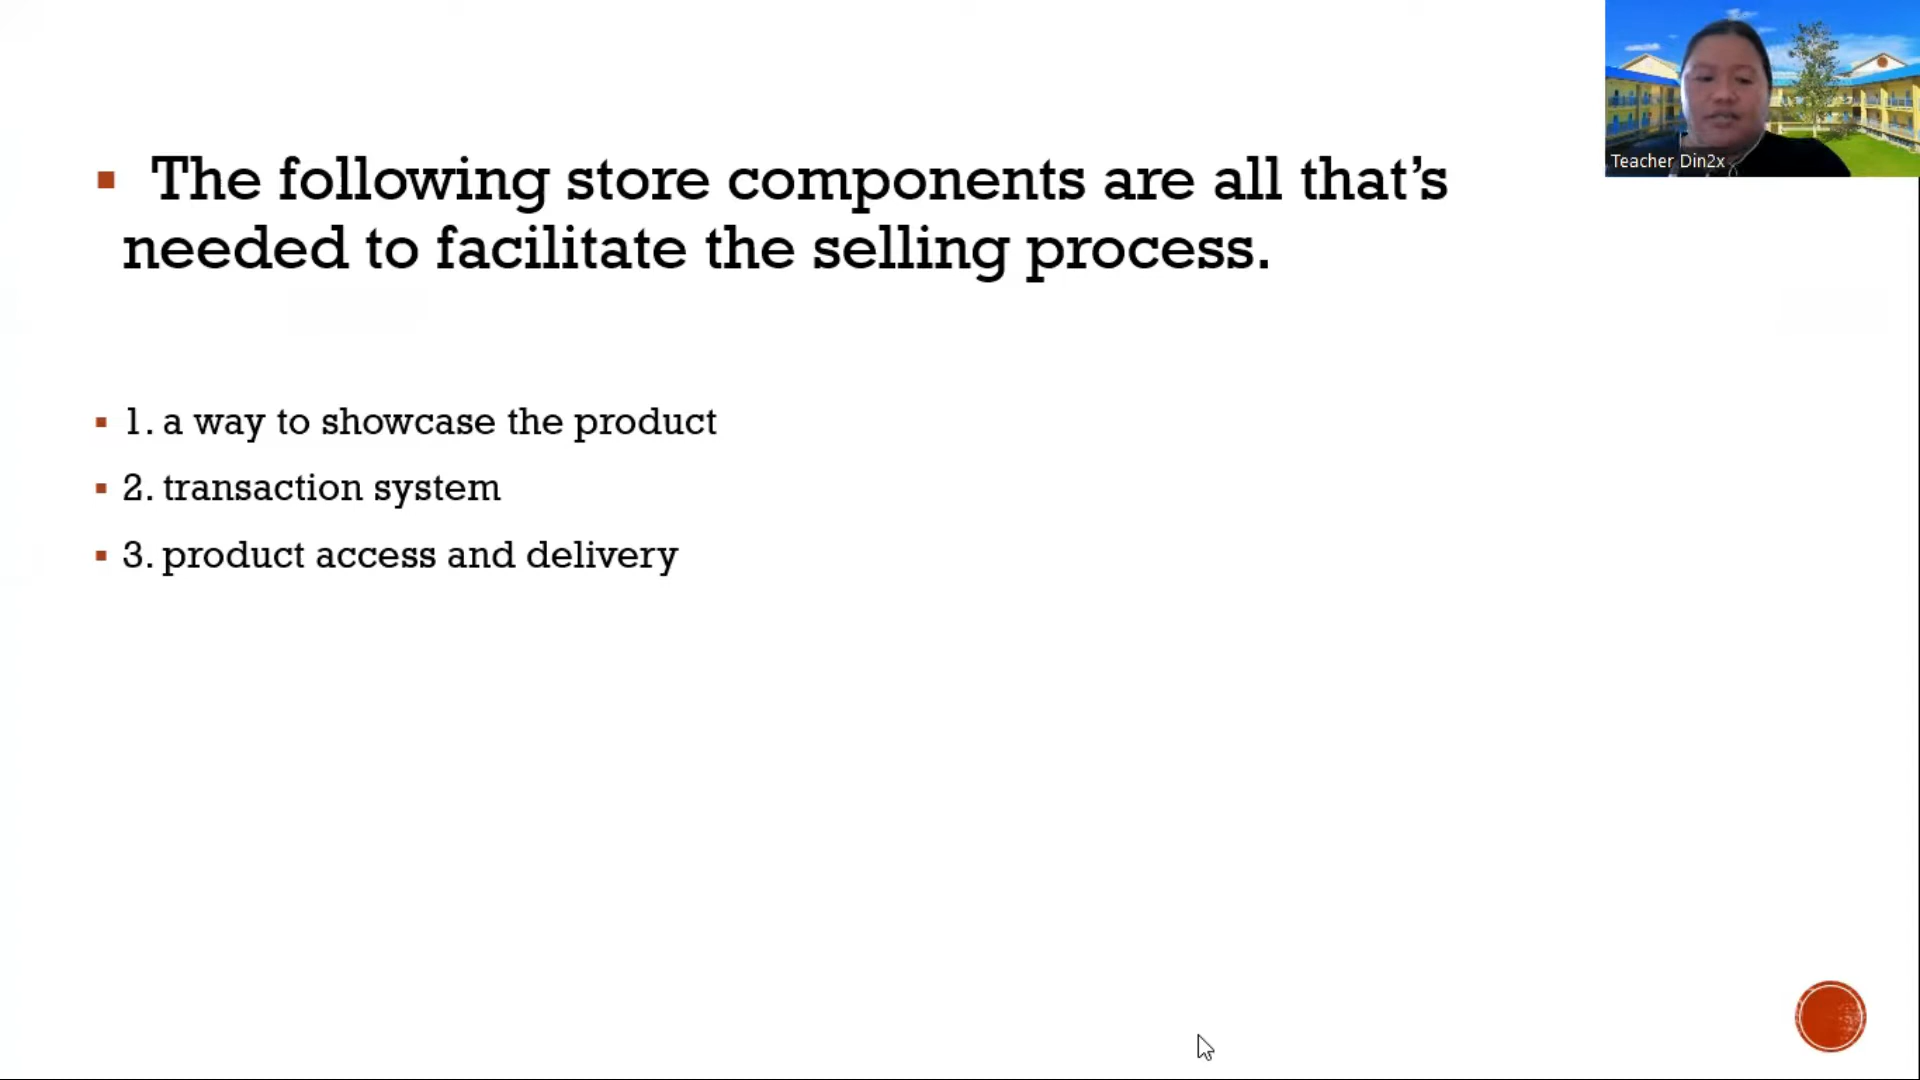 The following store components are all that’s
needed to facilitate the selling process.
1. a way to showcase the product
2. transaction system
3. product access and delivery
Teacher Din2x